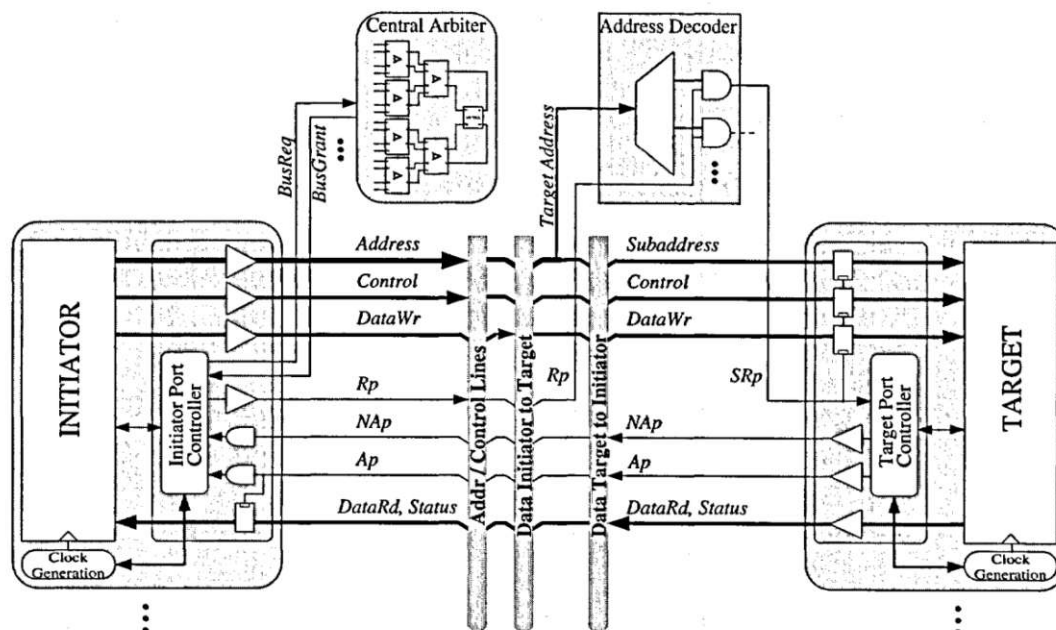 Central Arbiter
Address Decoder
BusReq
BusGrant
Target Address
Address
Subaddress
Control
Control
DataWr
DataWr
INITIATOR
Initiator Port
Controller
Rp
Rp
SRp
NAp
NAp
Ap
Ap
DataRd, Status
DataRd, Status
Addr / Control Lines
Data Initiator to Target
Data Target to Initiator
Target Port
Controller
TARGET
Clock
Generation
Clock
Generation